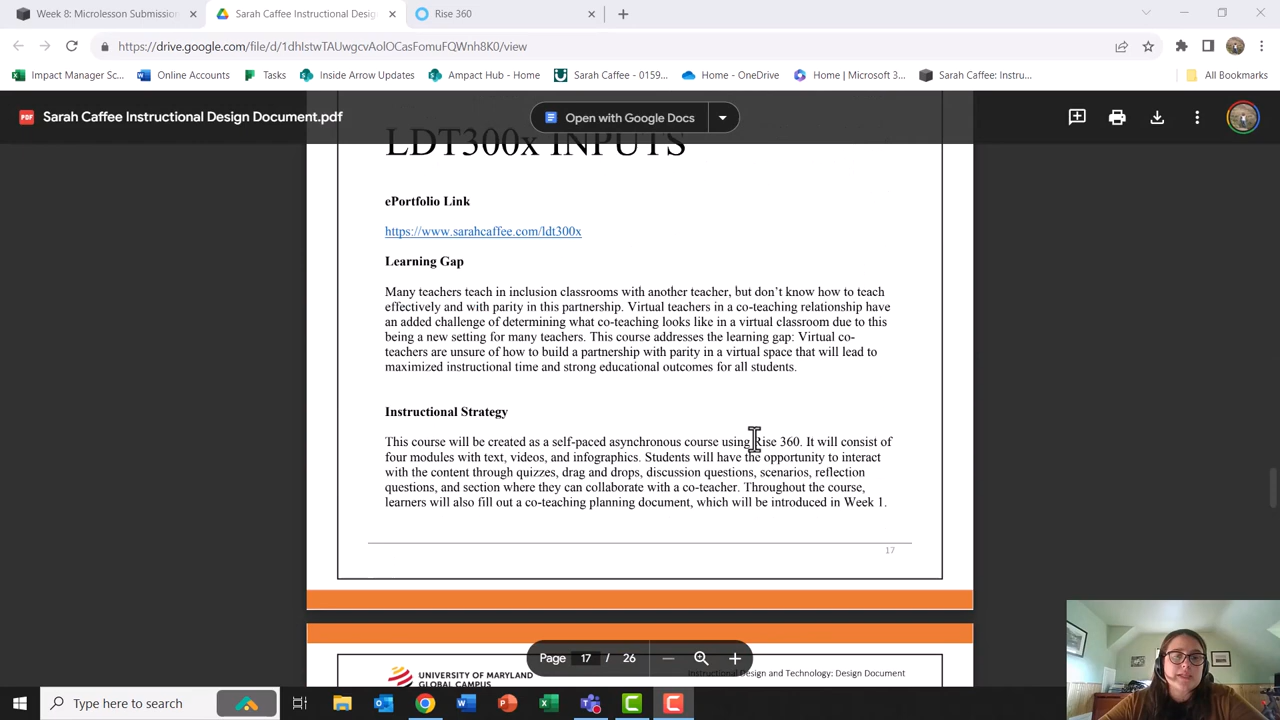 Week 8: Microlesson Submission
Sarah Caffee Instructional Desig
Rise 360
https://drive.google.com/file/d/1dhIstwTAUwgcvAolOCasFomuFQWnh8K0/view
Impact Manager Sc...
Online Accounts
Tasks
Inside Arrow Updates
Ampact Hub - Home
Sarah Caffee - 0159...
Home - OneDrive
Home | Microsoft 3...
Sarah Caffee: Instru...
All Bookmarks
PDF
Sarah Caffee Instructional Design Document.pdf
Open with Google Docs
LDT300x INPUTS
ePortfolio Link
https://www.sarahcaffee.com/ldt300x
Learning Gap
Many teachers teach in inclusion classrooms with another teacher, but don't know how to teach
effectively and with parity in this partnership. Virtual teachers in a co-teaching relationship have
an added challenge of determining what co-teaching looks like in a virtual classroom due to this
being a new setting for many teachers. This course addresses the learning gap: Virtual co-
teachers are unsure of how to build a partnership with parity in a virtual space that will lead to
maximized instructional time and strong educational outcomes for all students.
Instructional Strategy
This course will be created as a self-paced asynchronous course using Rise 360. It will consist of
four modules with text, videos, and infographics. Students will have the opportunity to interact
with the content through quizzes, drag and drops, discussion questions, scenarios, reflection
questions, and section where they can collaborate with a co-teacher. Throughout the course,
learners will also fill out a co-teaching planning document, which will be introduced in Week 1.
17
Page 17 / 26
UNIVERSITY OF MARYLAND
GLOBAL CAMPUS
Instructional Design and Technology: Design Document
Type here to search